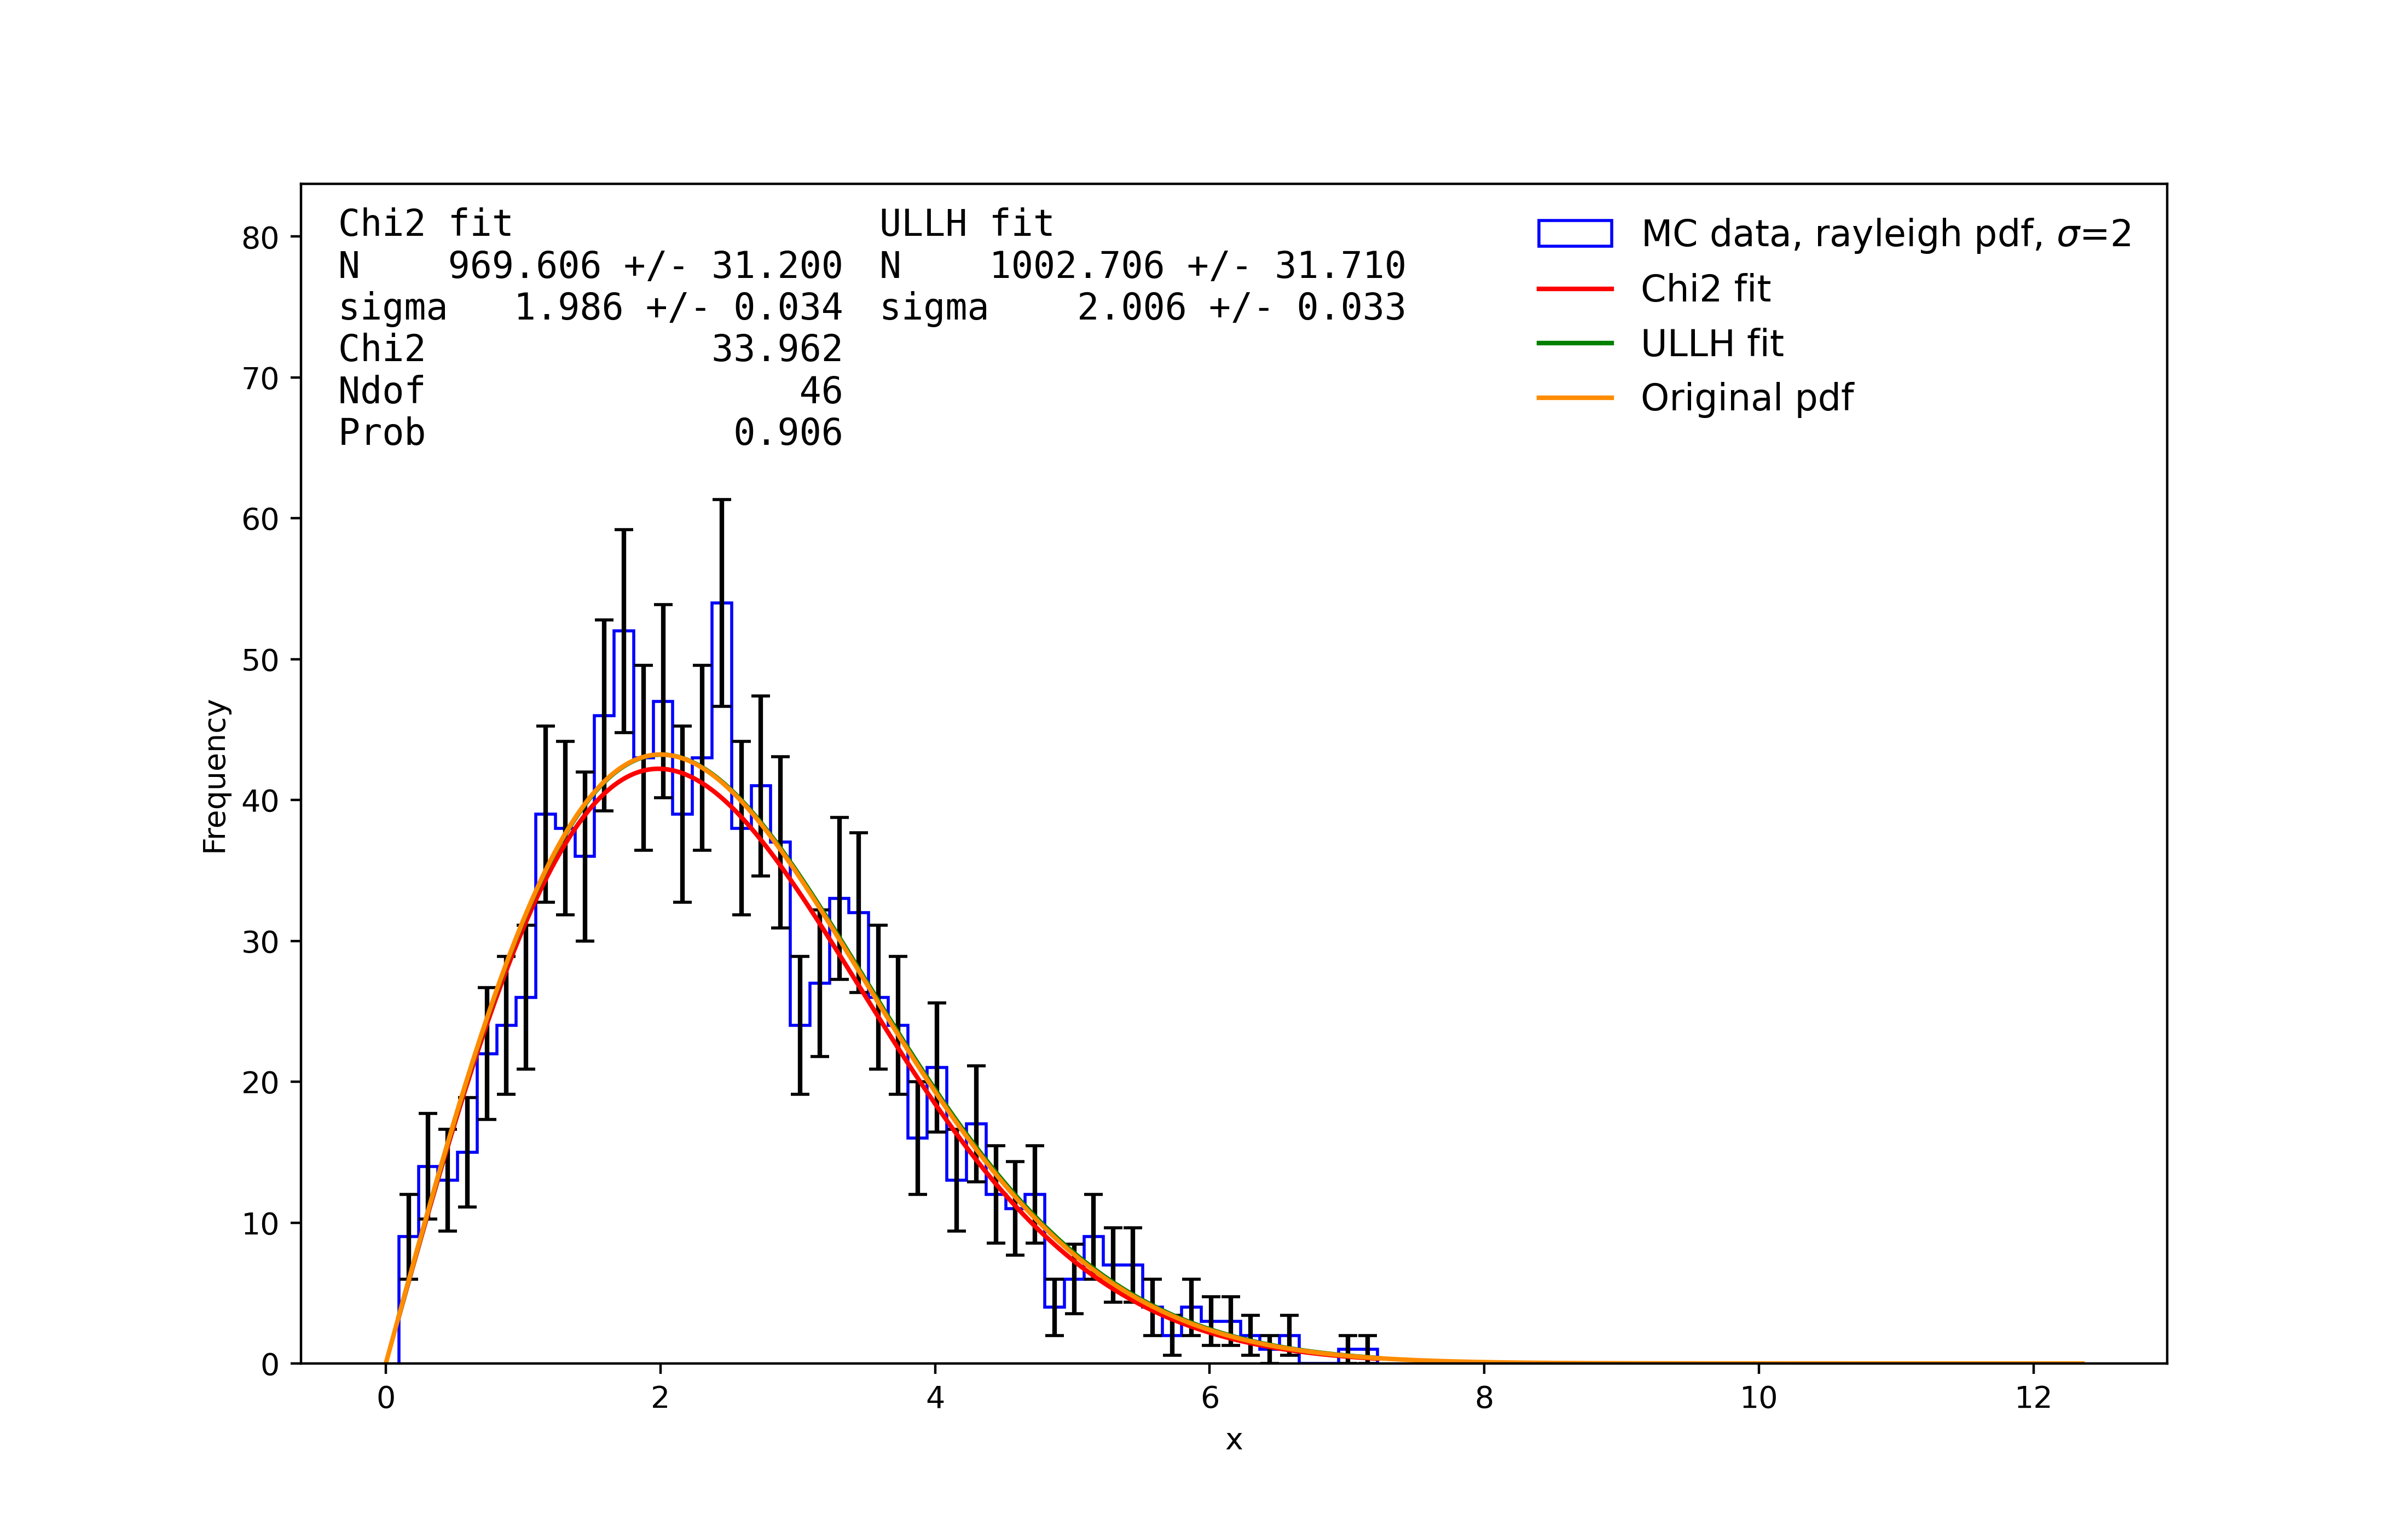 Chi2 fit
N    969.606 +/- 31.200
sigma   1.986 +/- 0.034
Chi2             33.962
Ndof                 46
Prob              0.906
ULLH fit
N    1002.706 +/- 31.710
sigma    2.006 +/- 0.033
MC data, rayleigh pdf, σ=2
Chi2 fit
ULLH fit
Original pdf
80
70
60
50
40
30
20
10
0
Frequency
0 2 4 6 8 10 12
x